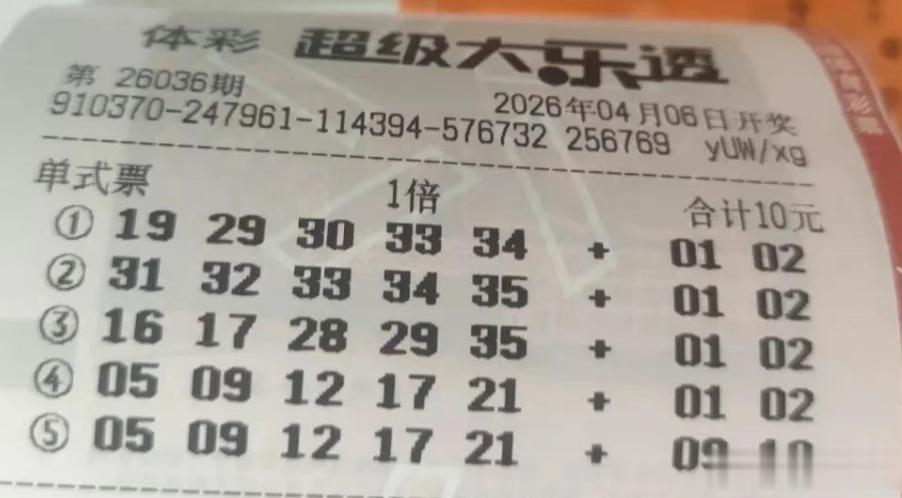 体彩 超级大乐透
第 26036期 2026年04月06日开奖
910370-247961-114394-576732 256769 yUW/xg
单式票 1倍 合计10元
① 19 29 30 33 34 + 01 02
② 31 32 33 34 35 + 01 02
③ 16 17 28 29 35 + 01 02
④ 05 09 12 17 21 + 01 02
⑤ 05 09 12 17 21 + 09 10